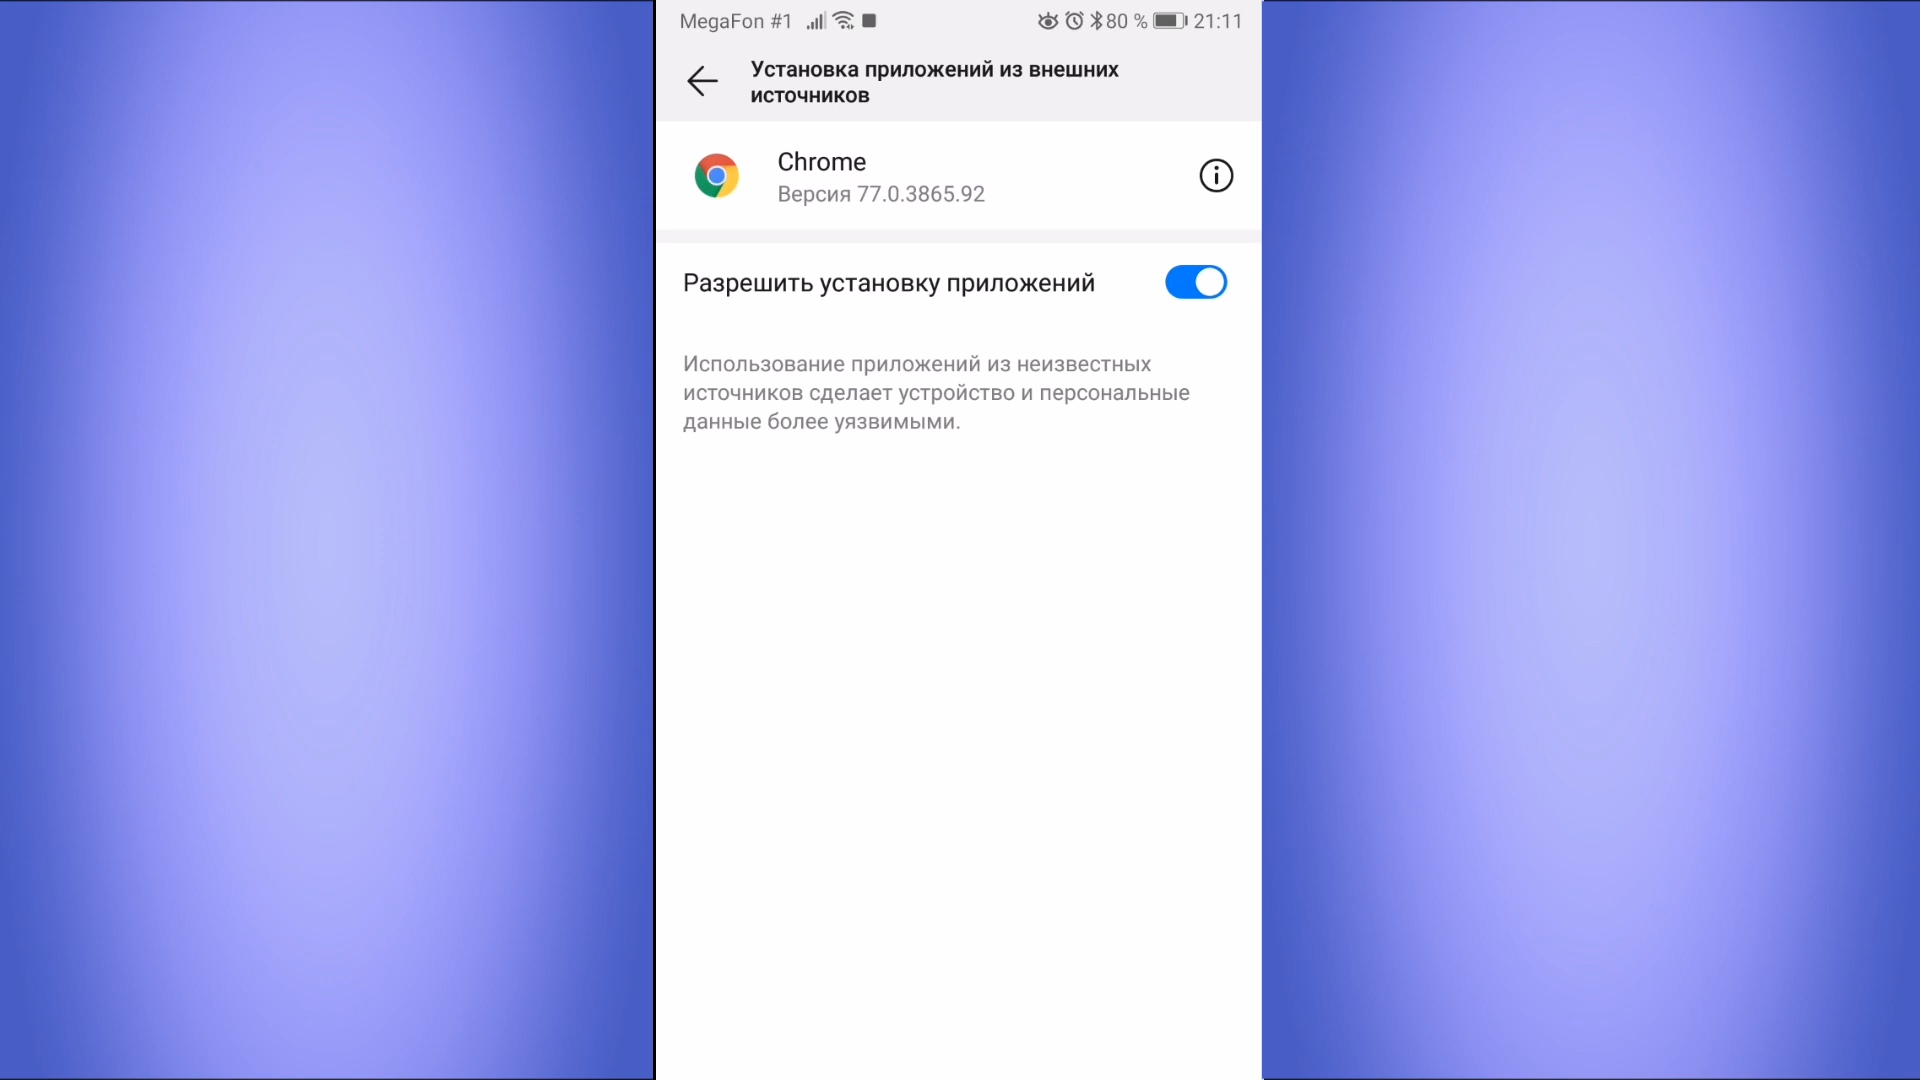 MegaFon #1 80 % 21:11
Установка приложений из внешних
источников
Chrome
Версия 77.0.3865.92
Разрешить установку приложений
Использование приложений из неизвестных
источников сделает устройство и персональные
данные более уязвимыми.